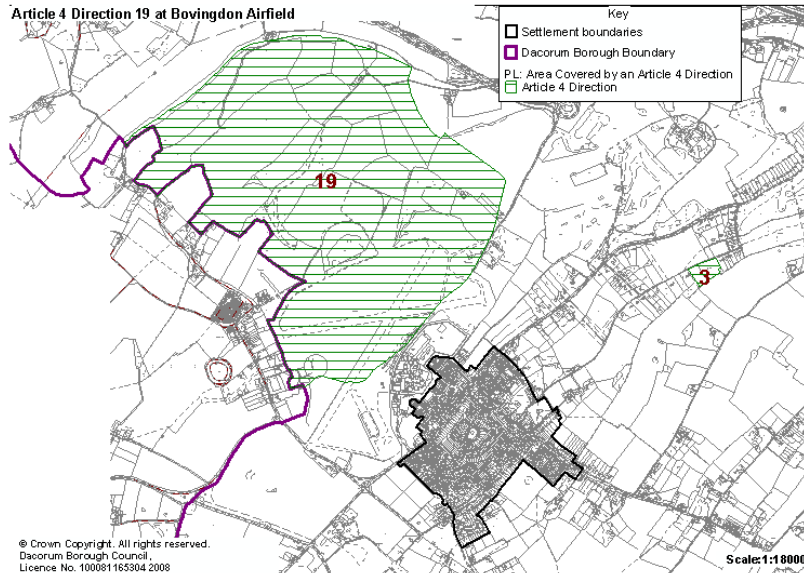 Article 4 Direction 19 at Bovingdon Airfield
Key
Settlement boundaries
Dacorum Borough Boundary
PL: Area Covered by an Article 4 Direction
Article 4 Direction
19
3
© Crown Copyright. All rights reserved.
Dacorum Borough Council,
Licence No. 100081165304 2008
Scale:1:18000